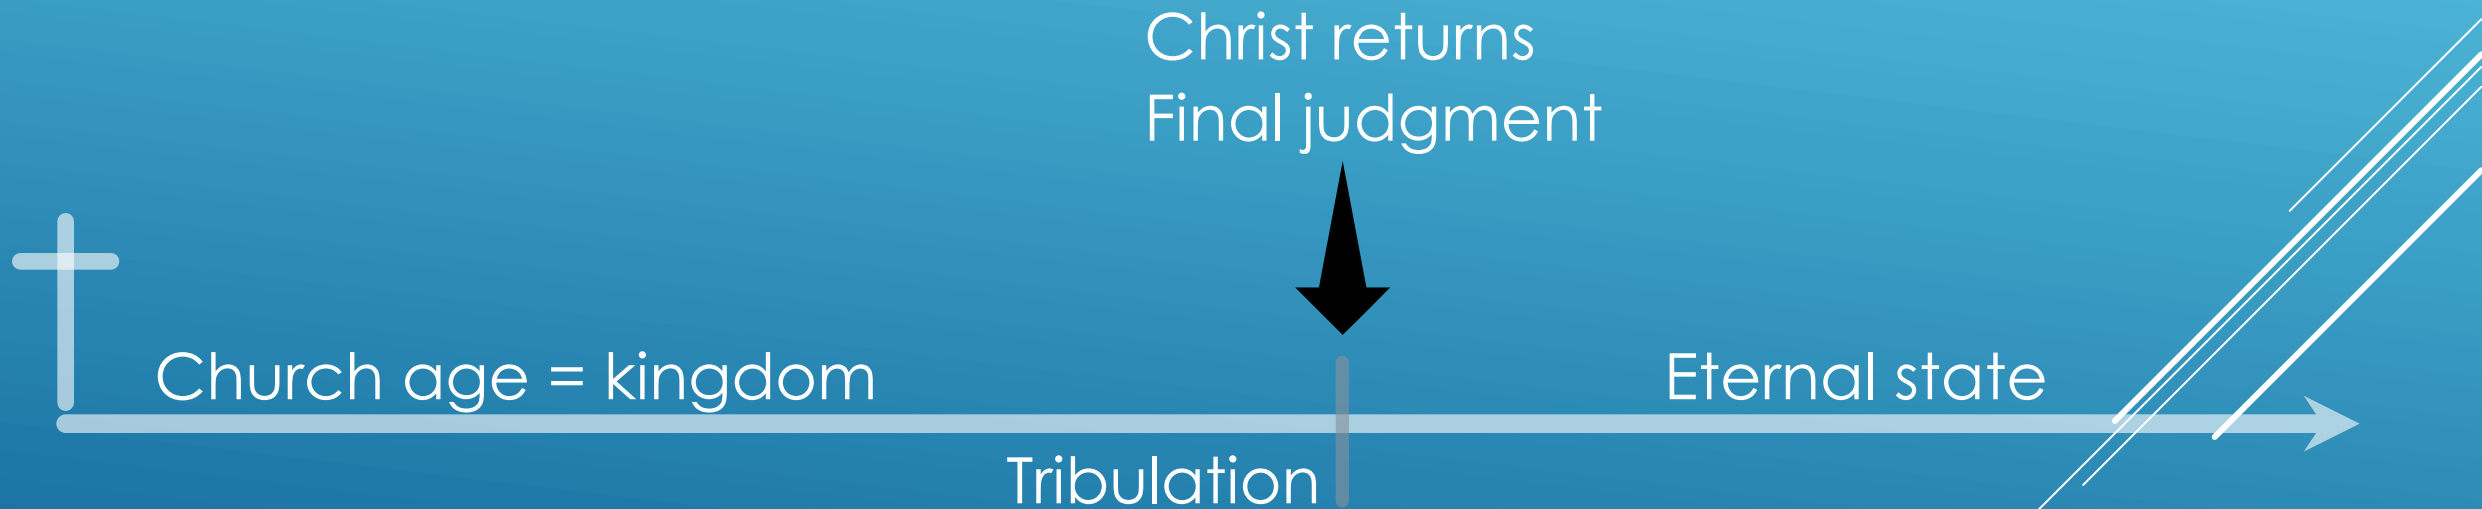 Christ returns
Final judgment
Church age = kingdom
Eternal state
Tribulation